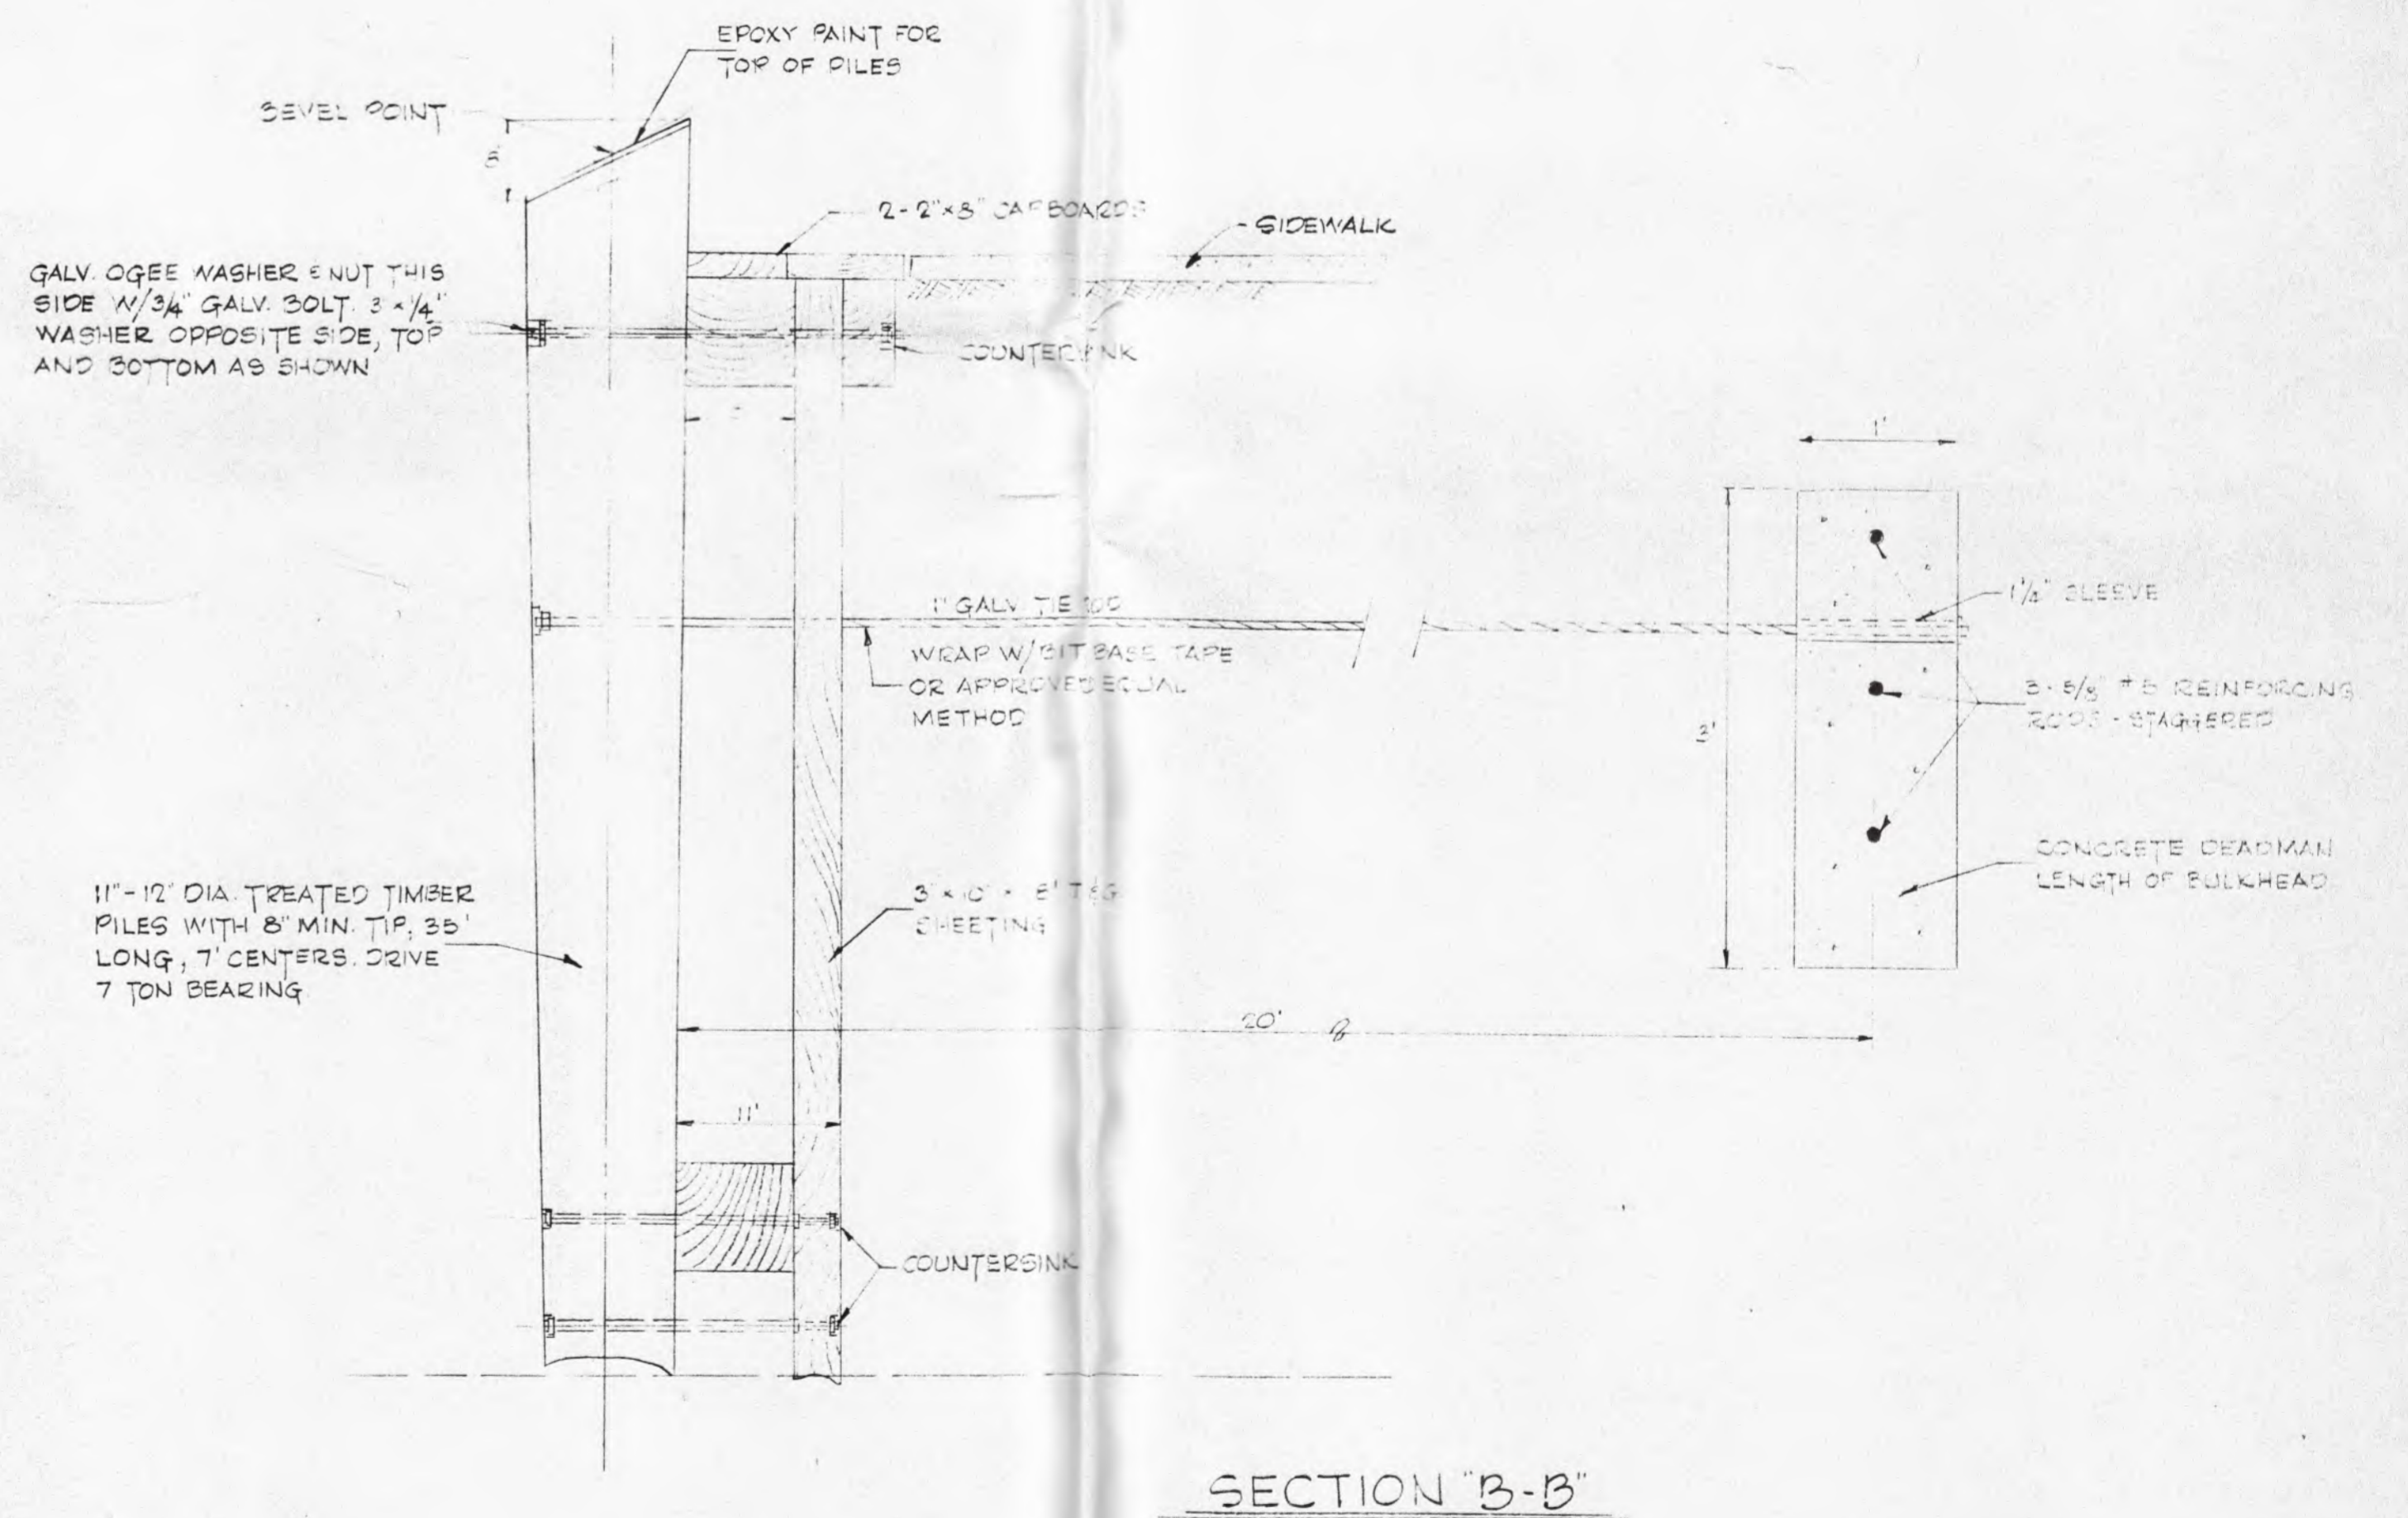 EPOXY PAINT FOR
TOP OF PILES
BEVEL POINT
2-2"x8" CAPBOARDS
SIDEWALK
GALV. OGEE WASHER & NUT THIS
SIDE W/3/4" GALV. BOLT. 3 x 1/4"
WASHER OPPOSITE SIDE, TOP
AND BOTTOM AS SHOWN
COUNTERSINK
1'
1" GALV. TIE ROD
WRAP W/BIT BASE TAPE
OR APPROVED EQUAL
METHOD
1 1/4" SLEEVE
3-5/8" #5 REINFORCING
RODS - STAGGERED
3'
11"-12" DIA. TREATED TIMBER
PILES WITH 8" MIN. TIP, 35'
LONG, 7' CENTERS. DRIVE
7 TON BEARING
3"x10" T&G
SHEETING
CONCRETE DEADMAN
LENGTH OF BULKHEAD
20'
11"
COUNTERSINK
SECTION "B-B"